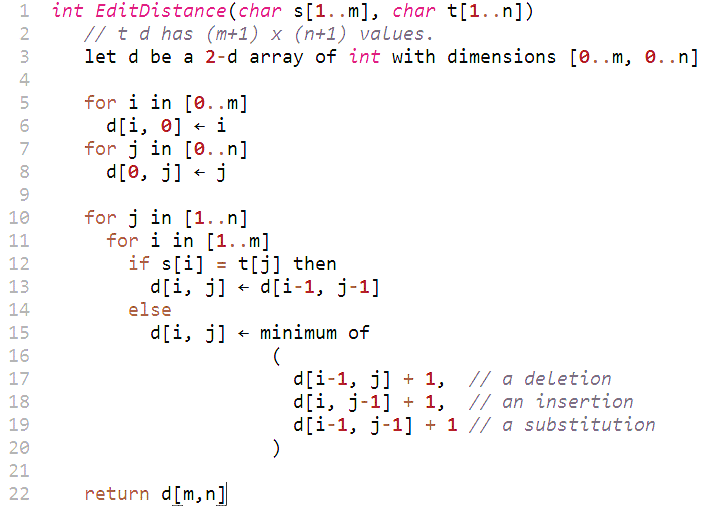 1 int EditDistance(char s[1..m], char t[1..n])
2 // t d has (m+1) x (n+1) values.
3 let d be a 2-d array of int with dimensions [0..m, 0..n]
4
5 for i in [0..m]
6 d[i, 0] ← i
7 for j in [0..n]
8 d[0, j] ← j
9
10 for j in [1..n]
11 for i in [1..m]
12 if s[i] = t[j] then
13 d[i, j] ← d[i-1, j-1]
14 else
15 d[i, j] ← minimum of
16 (
17 d[i-1, j] + 1, // a deletion
18 d[i, j-1] + 1, // an insertion
19 d[i-1, j-1] + 1 // a substitution
20 )
21
22 return d[m,n]